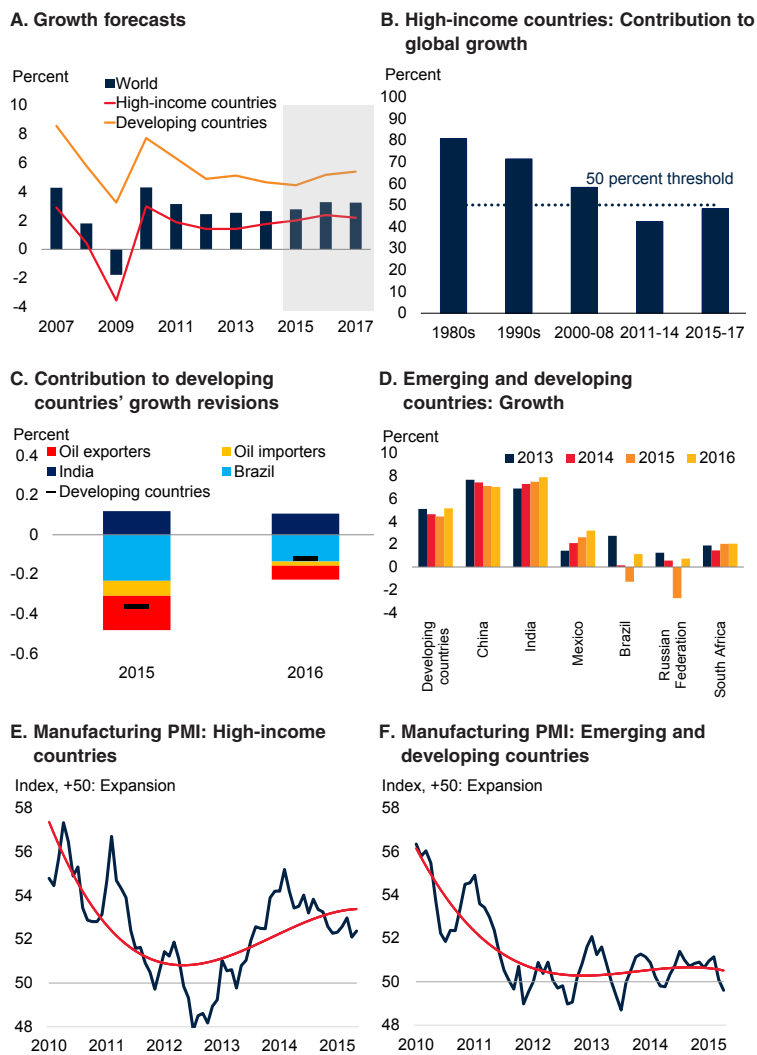 A. Growth forecasts
Percent
World
High-income countries
Developing countries
10
8
6
4
2
0
-2
-4
2007 2009 2011 2013 2015 2017
B. High-income countries: Contribution to
global growth
Percent
100
90
80
70
60
50
40
30
20
10
0
50 percent threshold
1980s 1990s 2000-08 2011-14 2015-17
C. Contribution to developing
countries’ growth revisions
Percent
Oil exporters Oil importers
India Brazil
Developing countries
0.4
0.2
0
-0.2
-0.4
-0.6
2015 2016
D. Emerging and developing
countries: Growth
Percent
2013 2014 2015 2016
10
8
6
4
2
0
-2
-4
Developing
countries
China
India
Mexico
Brazil
Russian
Federation
South Africa
E. Manufacturing PMI: High-income
countries
Index, +50: Expansion
58
56
54
52
50
48
2010 2011 2012 2013 2014 2015
F. Manufacturing PMI: Emerging and
developing countries
Index, +50: Expansion
58
56
54
52
50
48
2010 2011 2012 2013 2014 2015